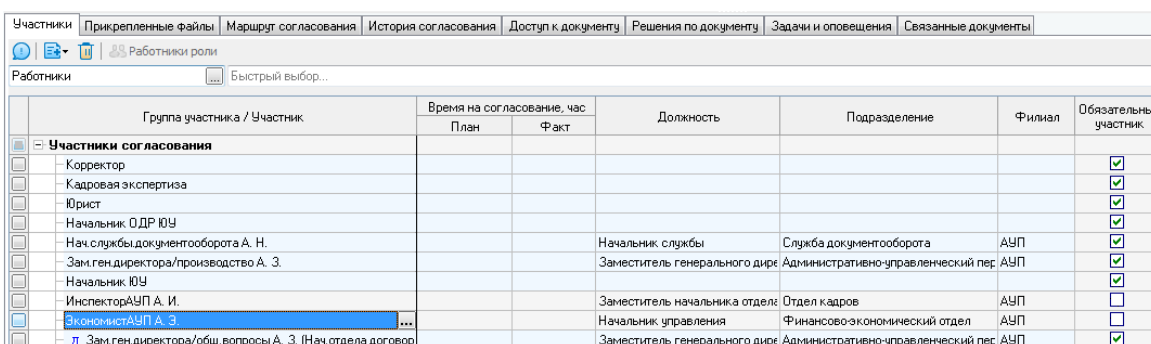 Участники Прикрепленные файлы Маршрут согласования История согласования Доступ к документу Решения по документу Задачи и оповещения Связанные документы
Работники роли
Работники ... Быстрый выбор...
Группа участника / Участник Время на согласование, час Должность Подразделение Филиал Обязательны участник
План Факт
Участники согласования
Корректор
Кадровая экспертиза
Юрист
Начальник ОДР ЮУ
Нач.службы.документооборота А. Н. Начальник службы Служба документооборота АУП
Зам.ген.директора/производство А. З. Заместитель генерального дире Административно-управленческий пер АУП
Начальник ЮУ
ИнспекторАУП А. И. Заместитель начальника отдела Отдел кадров АУП
ЭкономистАУП А. Э. ... Начальник управления Финансово-экономический отдел АУП
л Зам.ген.директора/общ.вопросы А. З. (Нач.отдела договор Заместитель генерального дире Административно-управленческий пер АУП